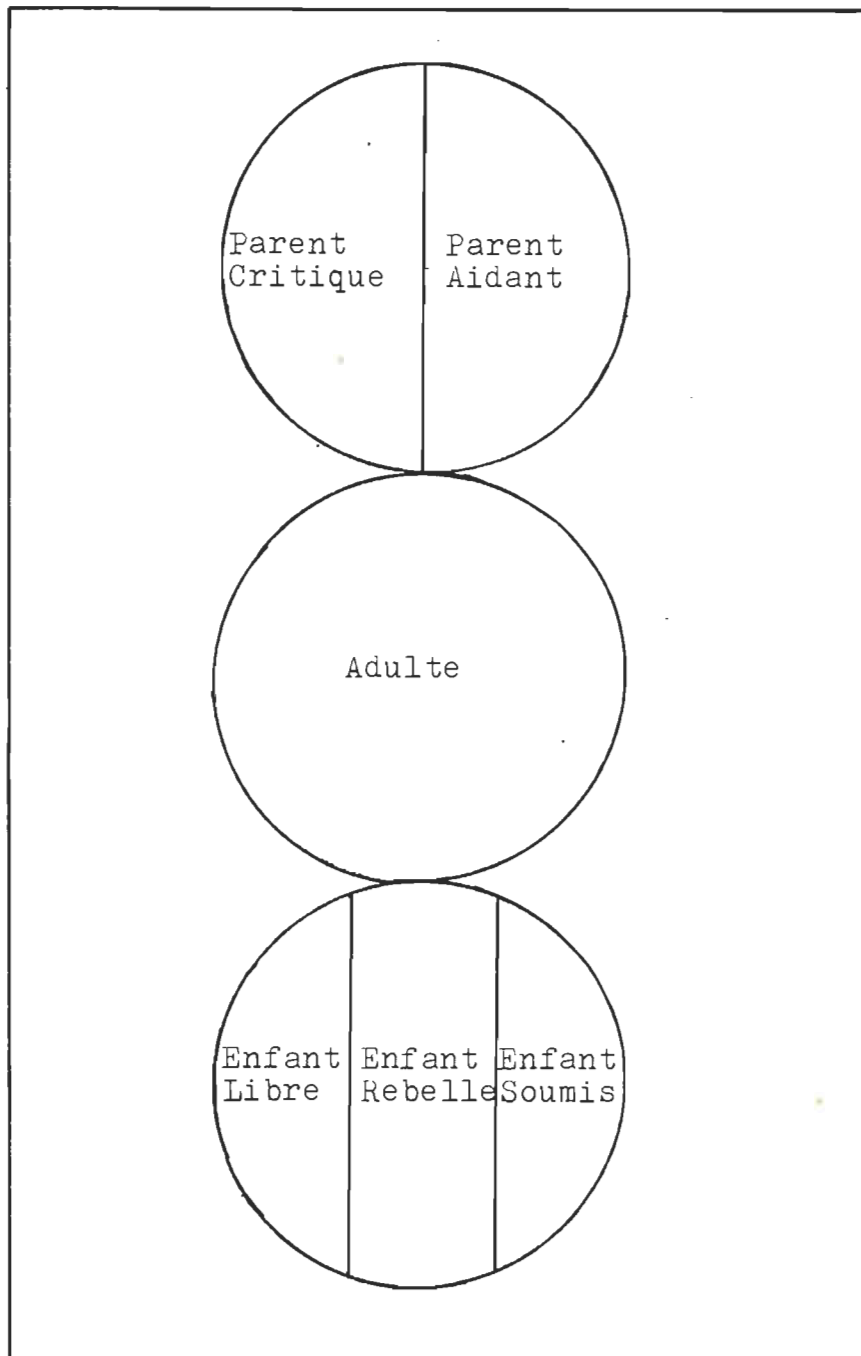 Parent
Critique
Parent
Aidant
Adulte
Enfant
Libre
Enfant
Rebelle
Enfant
Soumis